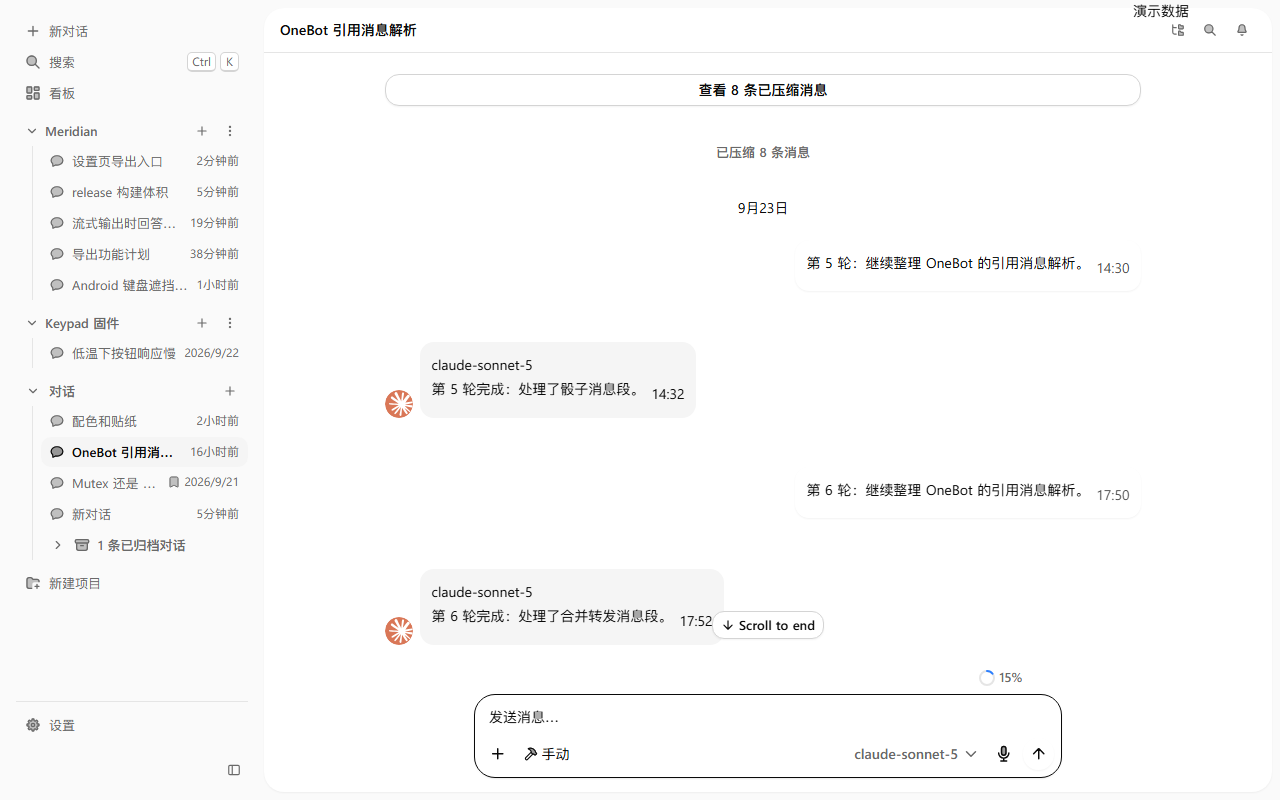 新对话
搜索 Ctrl K
看板
Meridian
设置页导出入口 2分钟前
release 构建体积 5分钟前
流式输出时回答… 19分钟前
导出功能计划 38分钟前
Android 键盘遮挡… 1小时前
Keypad 固件
低温下按钮响应慢 2026/9/22
对话
配色和贴纸 2小时前
OneBot 引用消… 16小时前
Mutex 还是 … 2026/9/21
新对话 5分钟前
1 条已归档对话
新建项目
设置
演示数据
OneBot 引用消息解析
查看 8 条已压缩消息
已压缩 8 条消息
9月23日
第 5 轮：继续整理 OneBot 的引用消息解析。 14:30
claude-sonnet-5
第 5 轮完成：处理了骰子消息段。 14:32
第 6 轮：继续整理 OneBot 的引用消息解析。 17:50
claude-sonnet-5
第 6 轮完成：处理了合并转发消息段。 17:52
Scroll to end
15%
发送消息…
手动 claude-sonnet-5